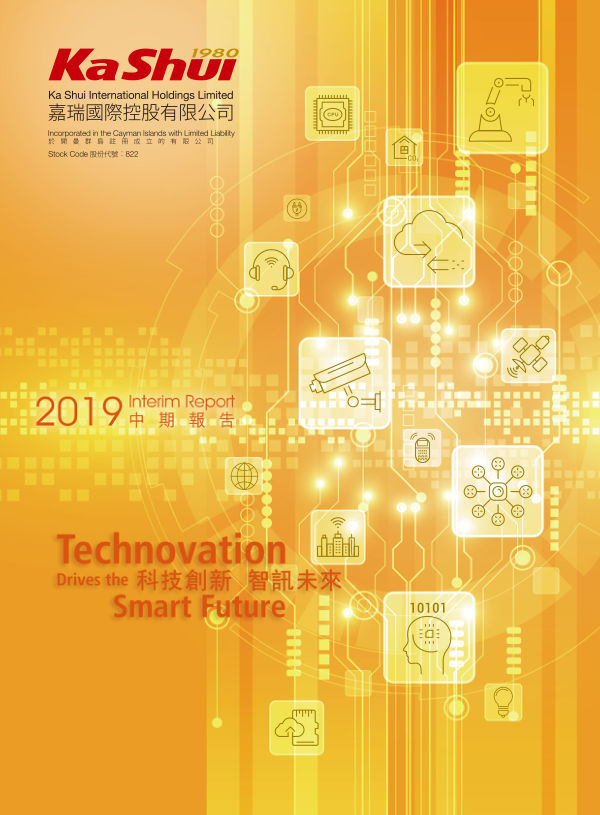 1980
Ka Shui
Ka Shui International Holdings Limited
嘉瑞國際控股有限公司
Incorporated in the Cayman Islands with Limited Liability
於開曼群島註冊成立的有限公司
Stock Code 股份代號：822
CPU
CO₂
2019 Interim Report
中期報告
Technovation
Drives the 科技創新 智訊未來
Smart Future
10101